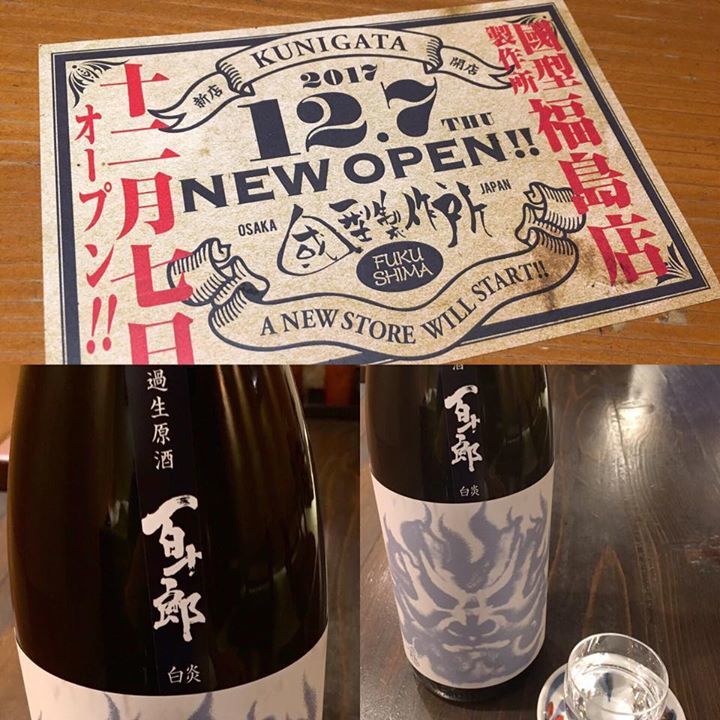 KUNIGATA
新店
開店
2017
12.7 THU
NEW OPEN!!
OSAKA
JAPAN
國型製作所
FUKU
SHIMA
A NEW STORE WILL START!!
國型製作所
福島店
十二月七日
オープン!!
過生原酒
百十郎
白炎
酒
百十郎
白炎